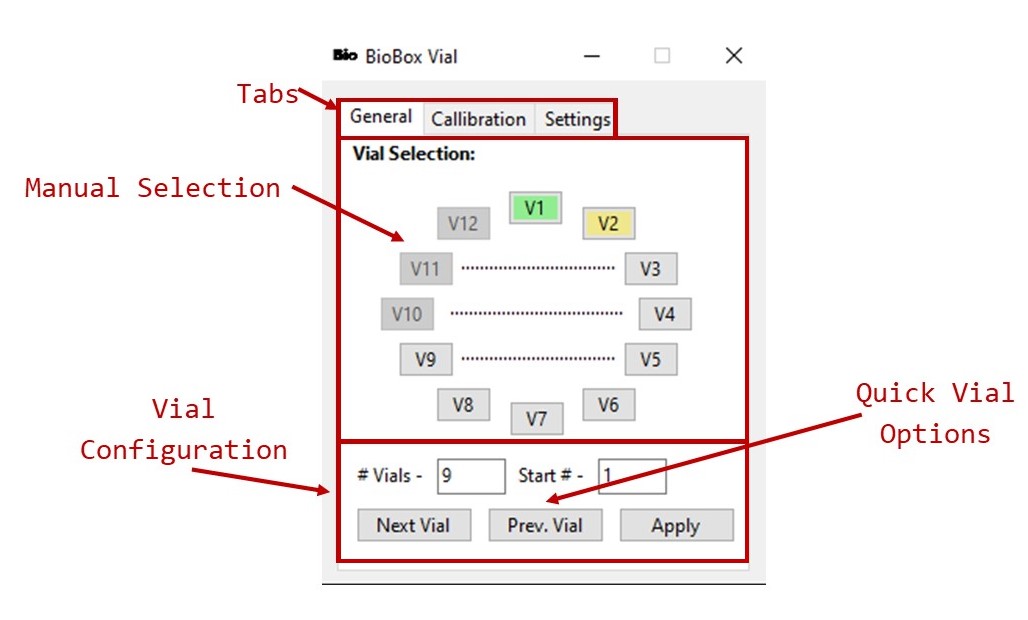 Bio BioBox Vial
Tabs
General Callibration Settings
Vial Selection:
Manual Selection
V1
V12 V2
V11 V3
V10 V4
V9 V5
V8 V6
V7
Quick Vial
Options
Vial
Configuration
# Vials - 9 Start # - 1
Next Vial Prev. Vial Apply